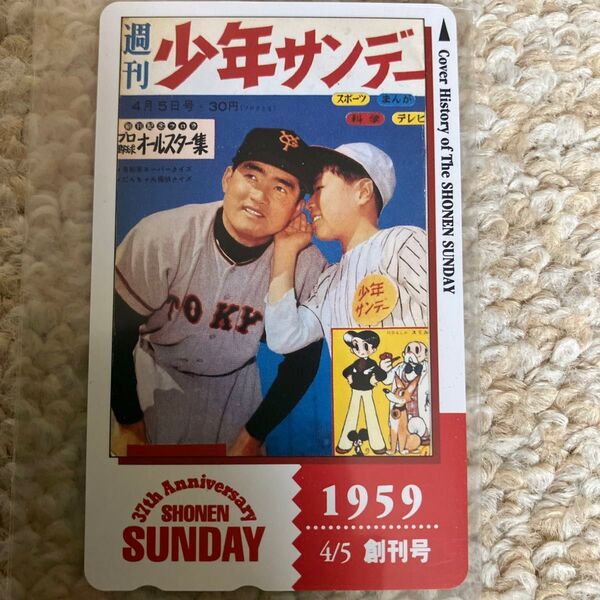 週刊
少年サンデー
4月5日号・30円
スポーツ
まんが
科学
テレビ
プロ野球
オールスター集
TOKY
少年
サンデー
Cover History of The SHONEN SUNDAY
37th Anniversary
SHONEN
SUNDAY
1959
4/5 創刊号